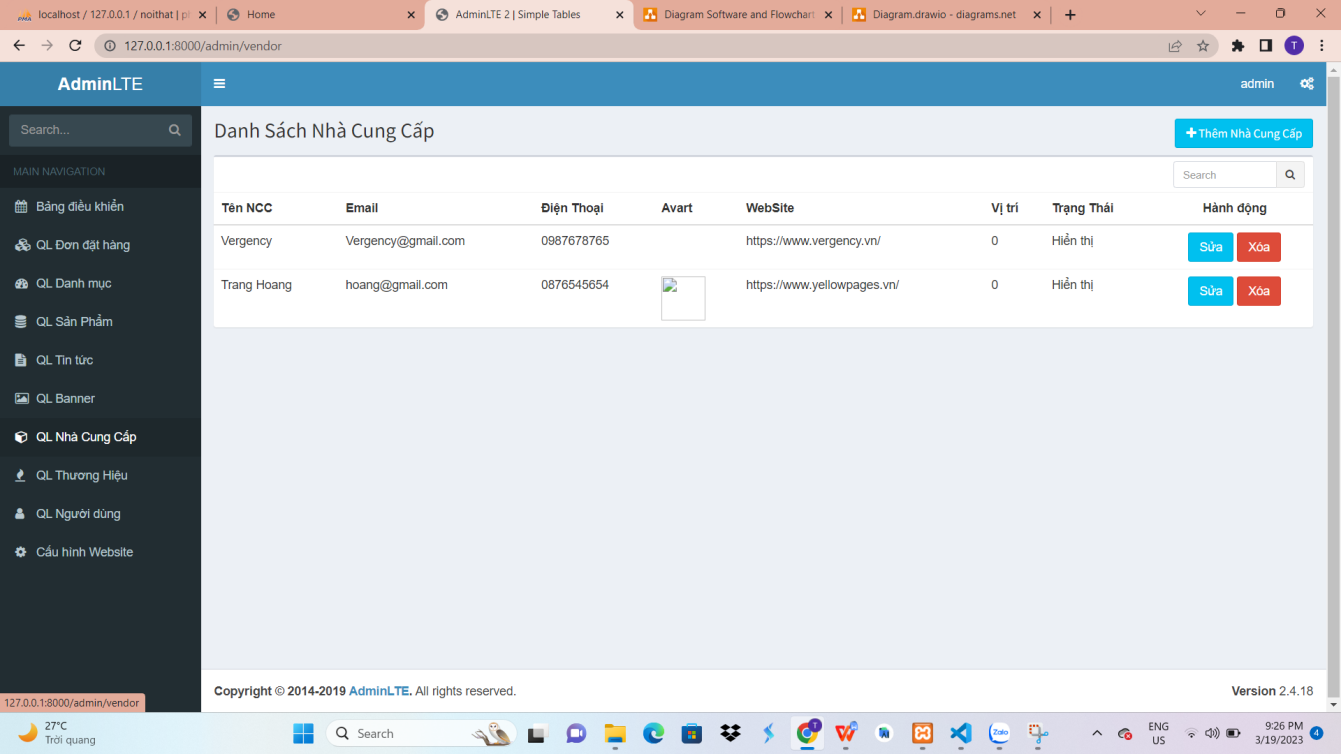 localhost / 127.0.0.1 / noithat | pl
Home
AdminLTE 2 | Simple Tables
Diagram Software and Flowchart
Diagram.drawio - diagrams.net
127.0.0.1:8000/admin/vendor
T
AdminLTE
admin
Search...
Danh Sách Nhà Cung Cấp
Thêm Nhà Cung Cấp
MAIN NAVIGATION
Search
Tên NCC Email Điện Thoại Avart WebSite Vị trí Trạng Thái Hành động
Vergency Vergency@gmail.com 0987678765 https://www.vergency.vn/ 0 Hiển thị Sửa Xóa
Trang Hoang hoang@gmail.com 0876545654 https://www.yellowpages.vn/ 0 Hiển thị Sửa Xóa
Bảng điều khiển
QL Đơn đặt hàng
QL Danh mục
QL Sản Phẩm
QL Tin tức
QL Banner
QL Nhà Cung Cấp
QL Thương Hiệu
QL Người dùng
Cấu hình Website
Copyright © 2014-2019 AdminLTE. All rights reserved.
Version 2.4.18
127.0.0.1:8000/admin/vendor
27°C
Trời quang
Search
T
Zalo
ENG
US
9:26 PM
3/19/2023
4